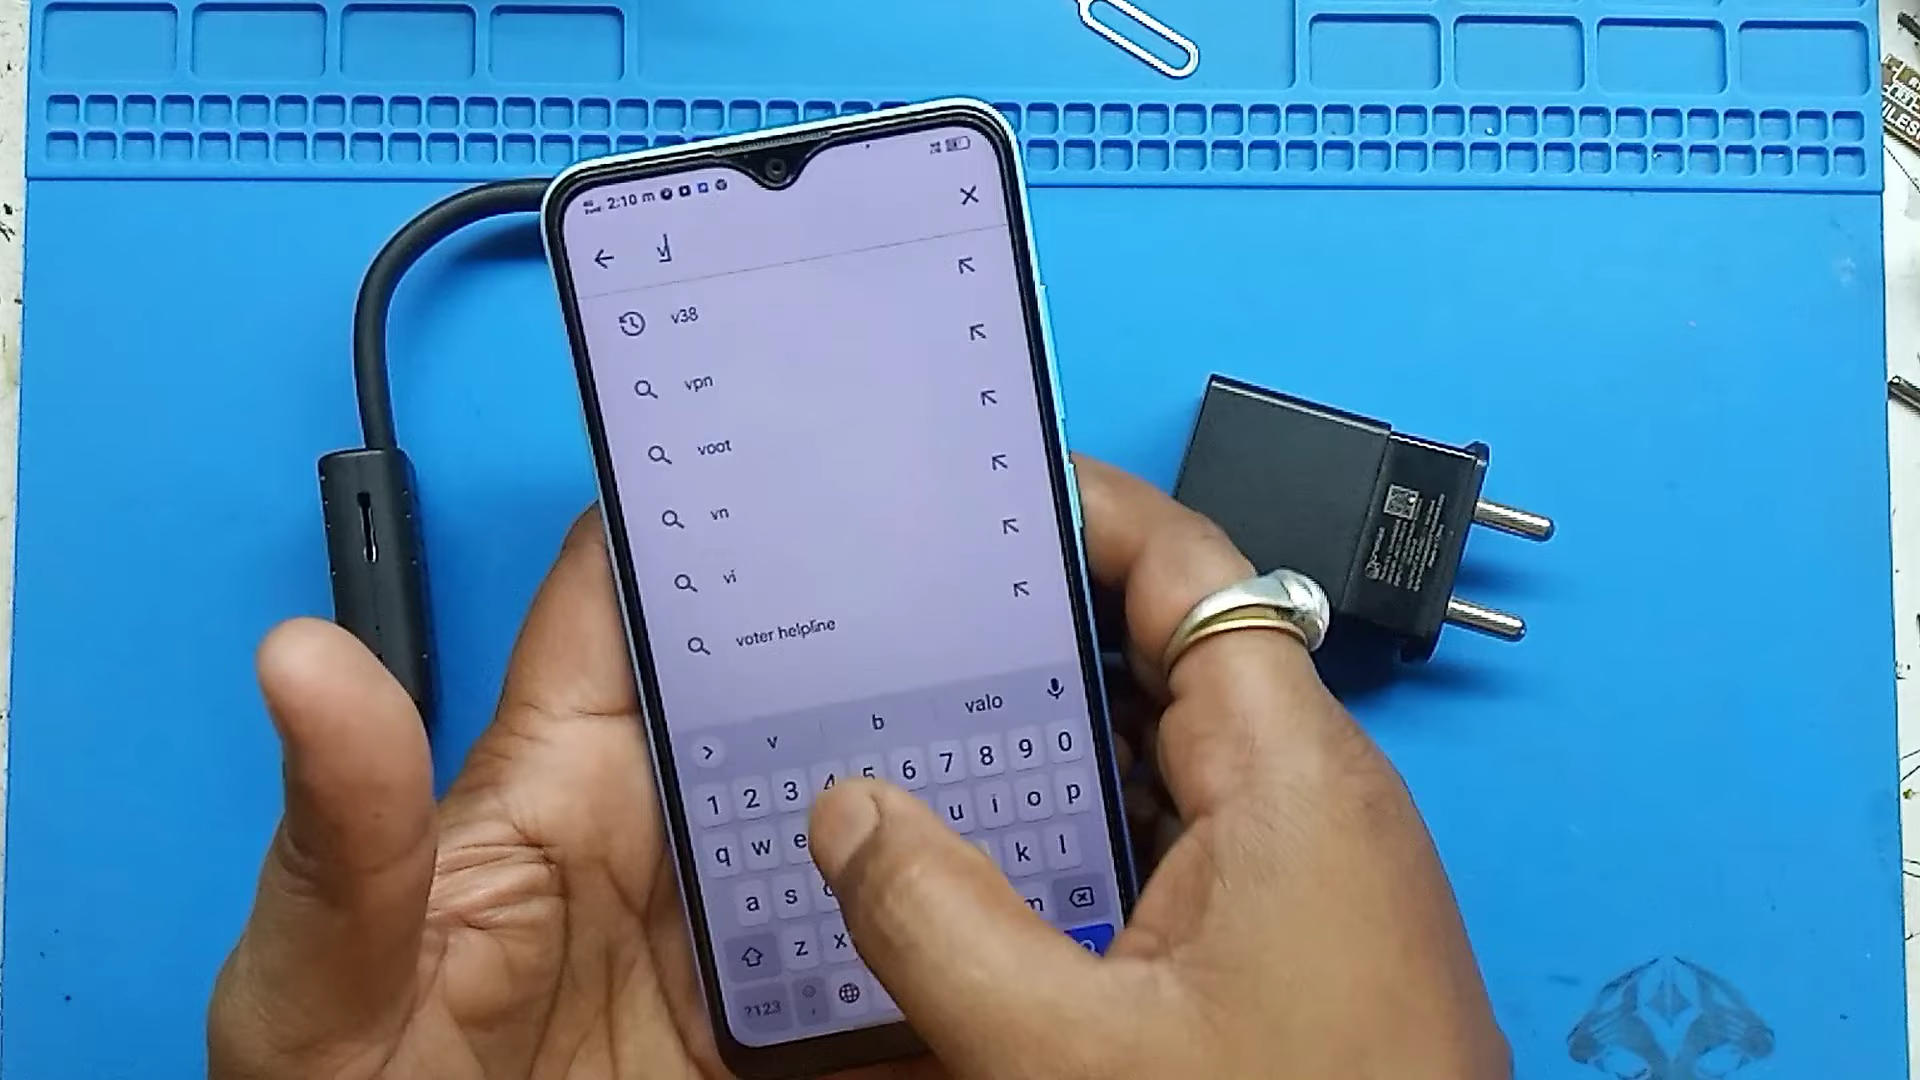 2:10
v
v38
vpn
voot
vn
vi
voter helpline
v b valo
1 2 3 4 5 6 7 8 9 0
q w e u i o p
a s k l
z x m
?123 ,